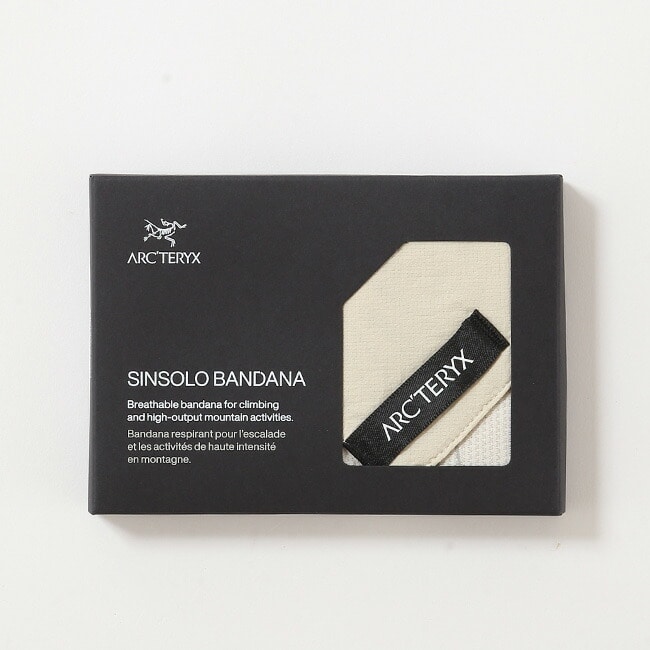 ARC'TERYX
SINSOLO BANDANA
Breathable bandana for climbing
and high-output mountain activities.
Bandana respirant pour l'escalade
et les activités de haute intensité
en montagne.
ARC'TERYX